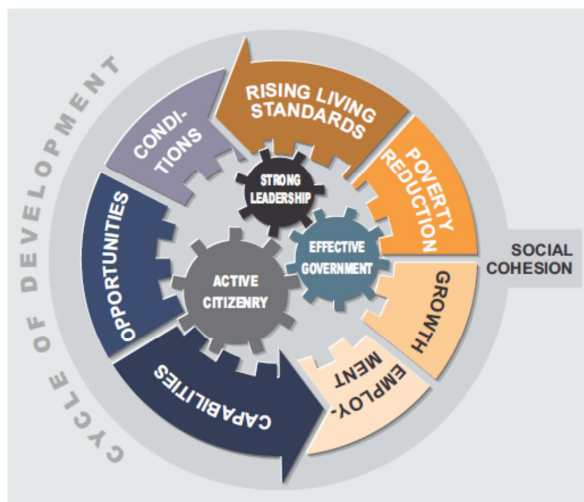 CYCLE OF DEVELOPMENT
RISING LIVING
STANDARDS
POVERTY
REDUCTION
GROWTH
EMPLOY-
MENT
CAPABILITIES
OPPORTUNITIES
CONDI-
TIONS
STRONG
LEADERSHIP
EFFECTIVE
GOVERNMENT
ACTIVE
CITIZENRY
SOCIAL
COHESION